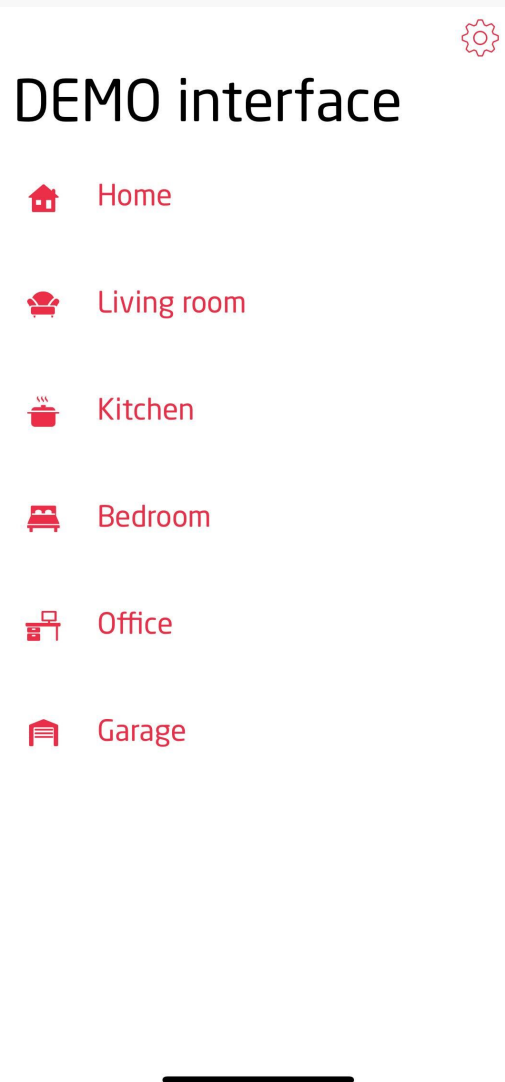 DEMO interface
Home
Living room
Kitchen
Bedroom
Office
Garage